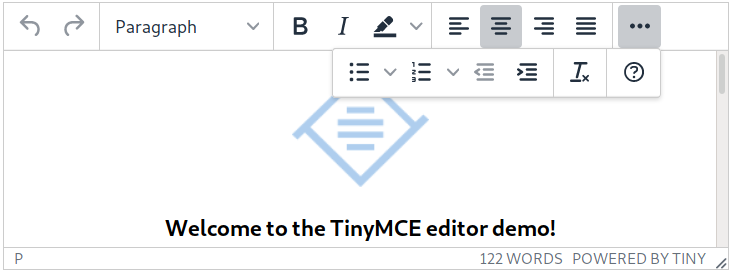 Paragraph B I
Welcome to the TinyMCE editor demo!
P 122 WORDS POWERED BY TINY